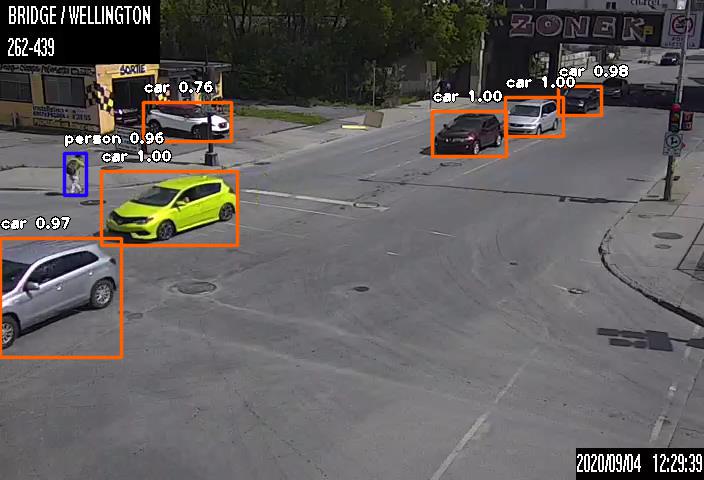 BRIDGE / WELLINGTON
262-439
ZONEK
SORTIE
car 0.76
car 1.00
car 1.00
car 0.98
person 0.96
car 1.00
car 0.97
2020/09/04 12:29:39